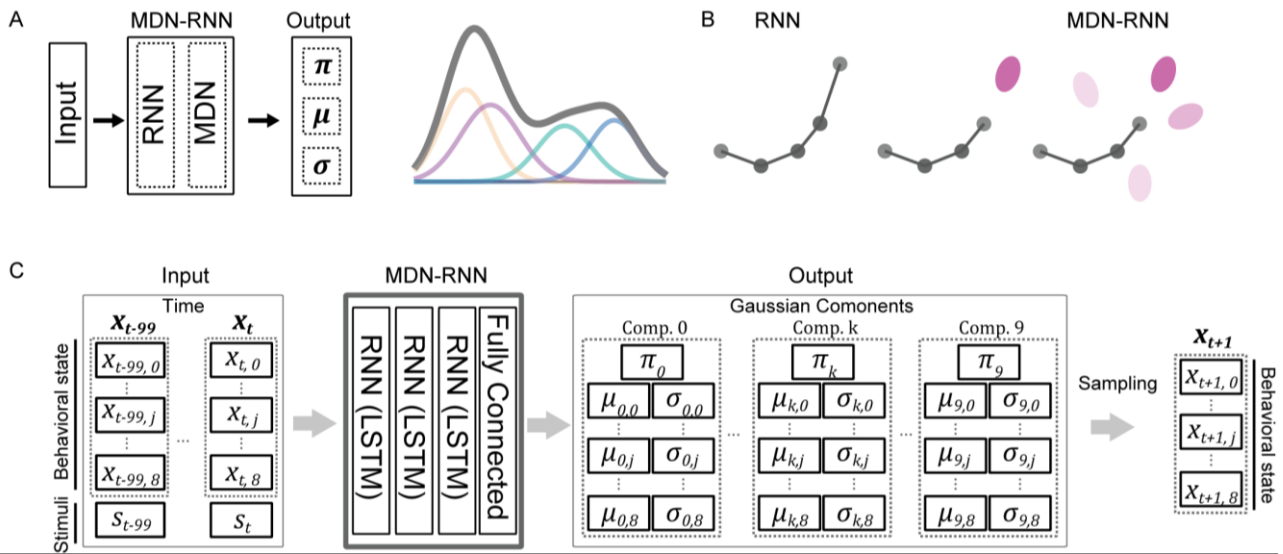 A
MDN-RNN
Output
Input
RNN
MDN
π
μ
σ
B
RNN
MDN-RNN
C
Input
MDN-RNN
Output
Time
Behavioral state
Stimuli
x_{t-99}
x_{t-99, 0}
x_{t-99, j}
x_{t-99, 8}
s_{t-99}
...
x_t
x_{t, 0}
x_{t, j}
x_{t, 8}
s_t
RNN (LSTM)
RNN (LSTM)
RNN (LSTM)
Fully Connected
Gaussian Comonents
Comp. 0
π_0
μ_{0,0} σ_{0,0}
μ_{0,j} σ_{0,j}
μ_{0,8} σ_{0,8}
...
Comp. k
π_k
μ_{k,0} σ_{k,0}
μ_{k,j} σ_{k,j}
μ_{k,8} σ_{k,8}
...
Comp. 9
π_9
μ_{9,0} σ_{9,0}
μ_{9,j} σ_{9,j}
μ_{9,8} σ_{9,8}
Sampling
x_{t+1}
x_{t+1, 0}
x_{t+1, j}
x_{t+1, 8}
Behavioral state